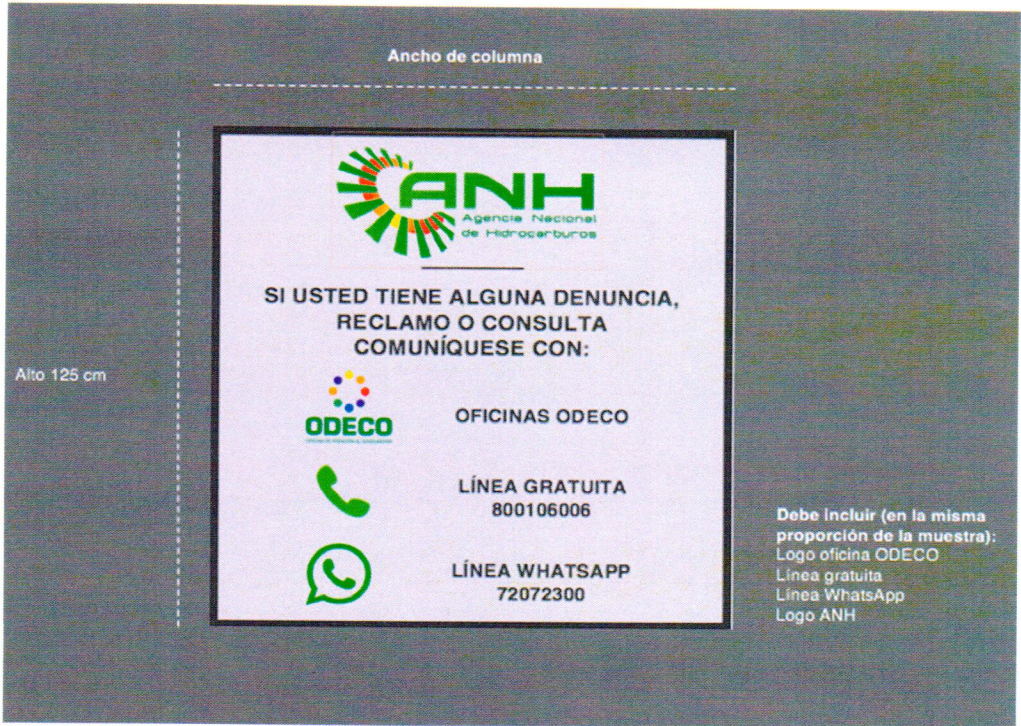 Ancho de columna
ANH
Agencia Nacional
de Hidrocarburos
SI USTED TIENE ALGUNA DENUNCIA,
RECLAMO O CONSULTA
COMUNÍQUESE CON:
Alto 125 cm
ODECO
OFICINAS ODECO
LÍNEA GRATUITA
800106006
LÍNEA WHATSAPP
72072300
Debe incluir (en la misma
proporción de la muestra):
Logo oficina ODECO
Línea gratuita
Línea WhatsApp
Logo ANH